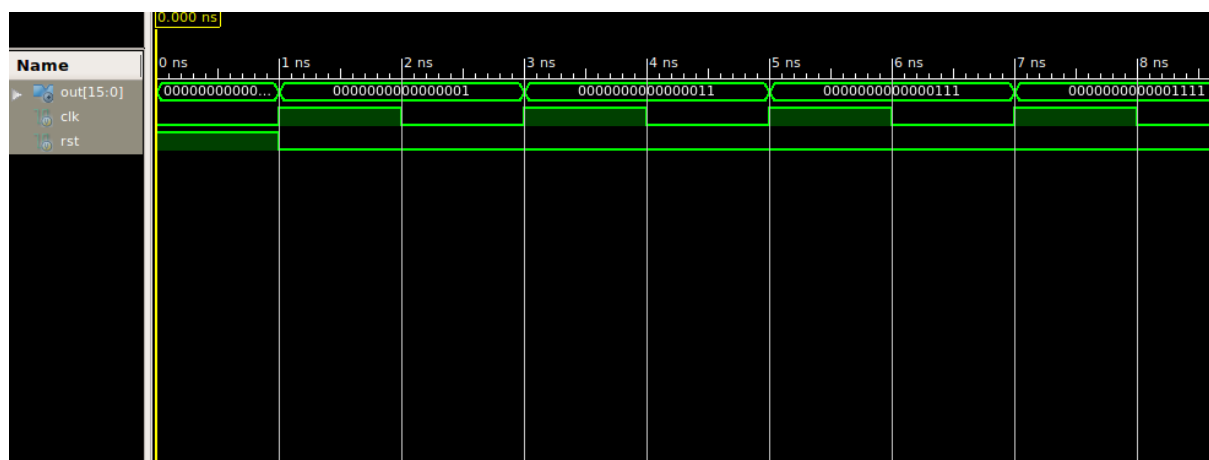 0.000 ns
Name
0 ns 1 ns 2 ns 3 ns 4 ns 5 ns 6 ns 7 ns 8 ns
out[15:0] 000000000000... 0000000000000001 0000000000000011 0000000000000111 0000000000001111
clk
rst